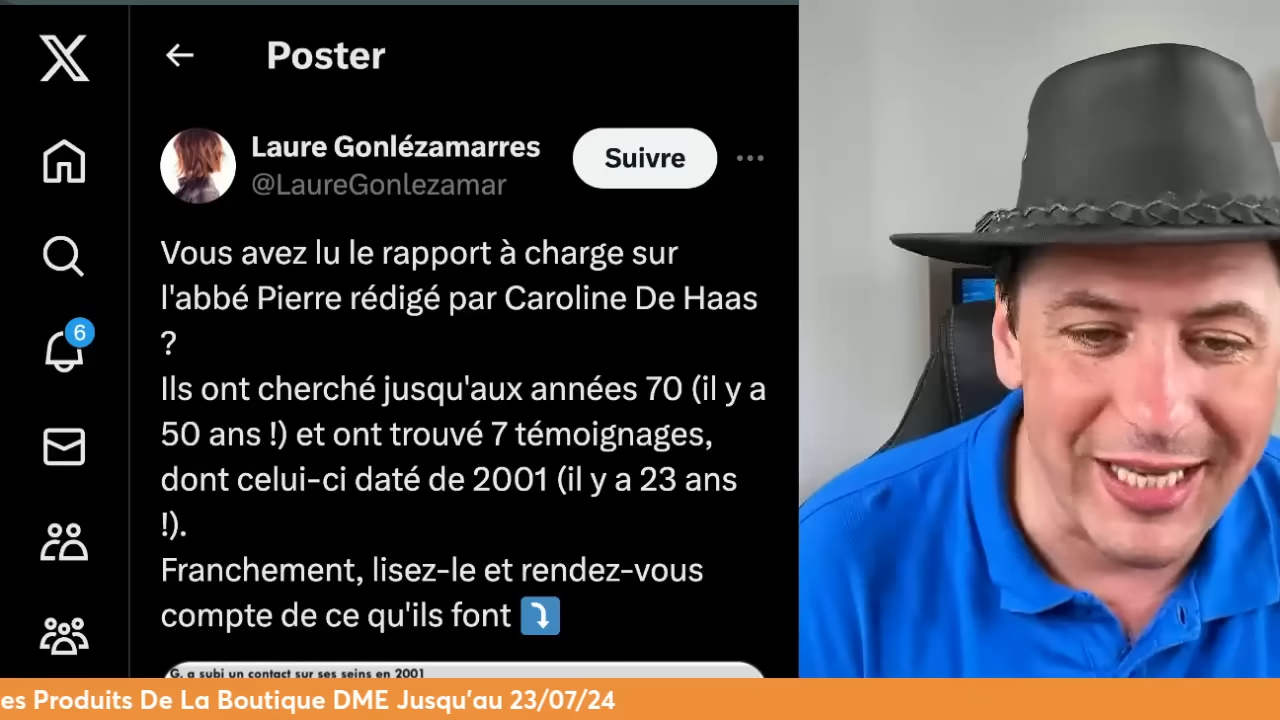 Poster
Laure Gonlézamarres
@LaureGonlezamar
Suivre
6
Vous avez lu le rapport à charge sur
l'abbé Pierre rédigé par Caroline De Haas
?
Ils ont cherché jusqu'aux années 70 (il y a
50 ans !) et ont trouvé 7 témoignages,
dont celui-ci daté de 2001 (il y a 23 ans
!).
Franchement, lisez-le et rendez-vous
compte de ce qu'ils font ⤵️
G. a subi un contact sur ses seins en 2001
es Produits De La Boutique DME Jusqu'au 23/07/24